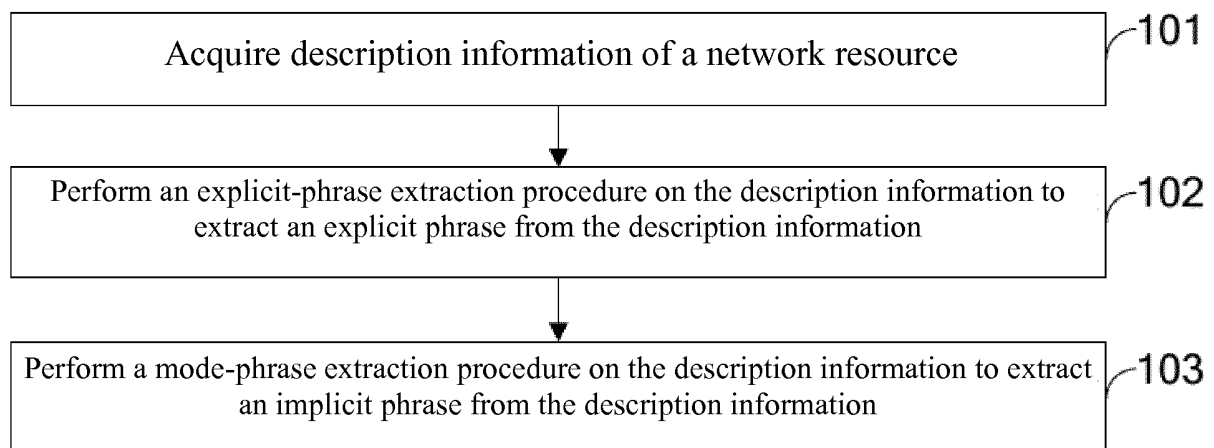 Acquire description information of a network resource
101
Perform an explicit-phrase extraction procedure on the description information to
extract an explicit phrase from the description information
102
Perform a mode-phrase extraction procedure on the description information to extract
an implicit phrase from the description information
103